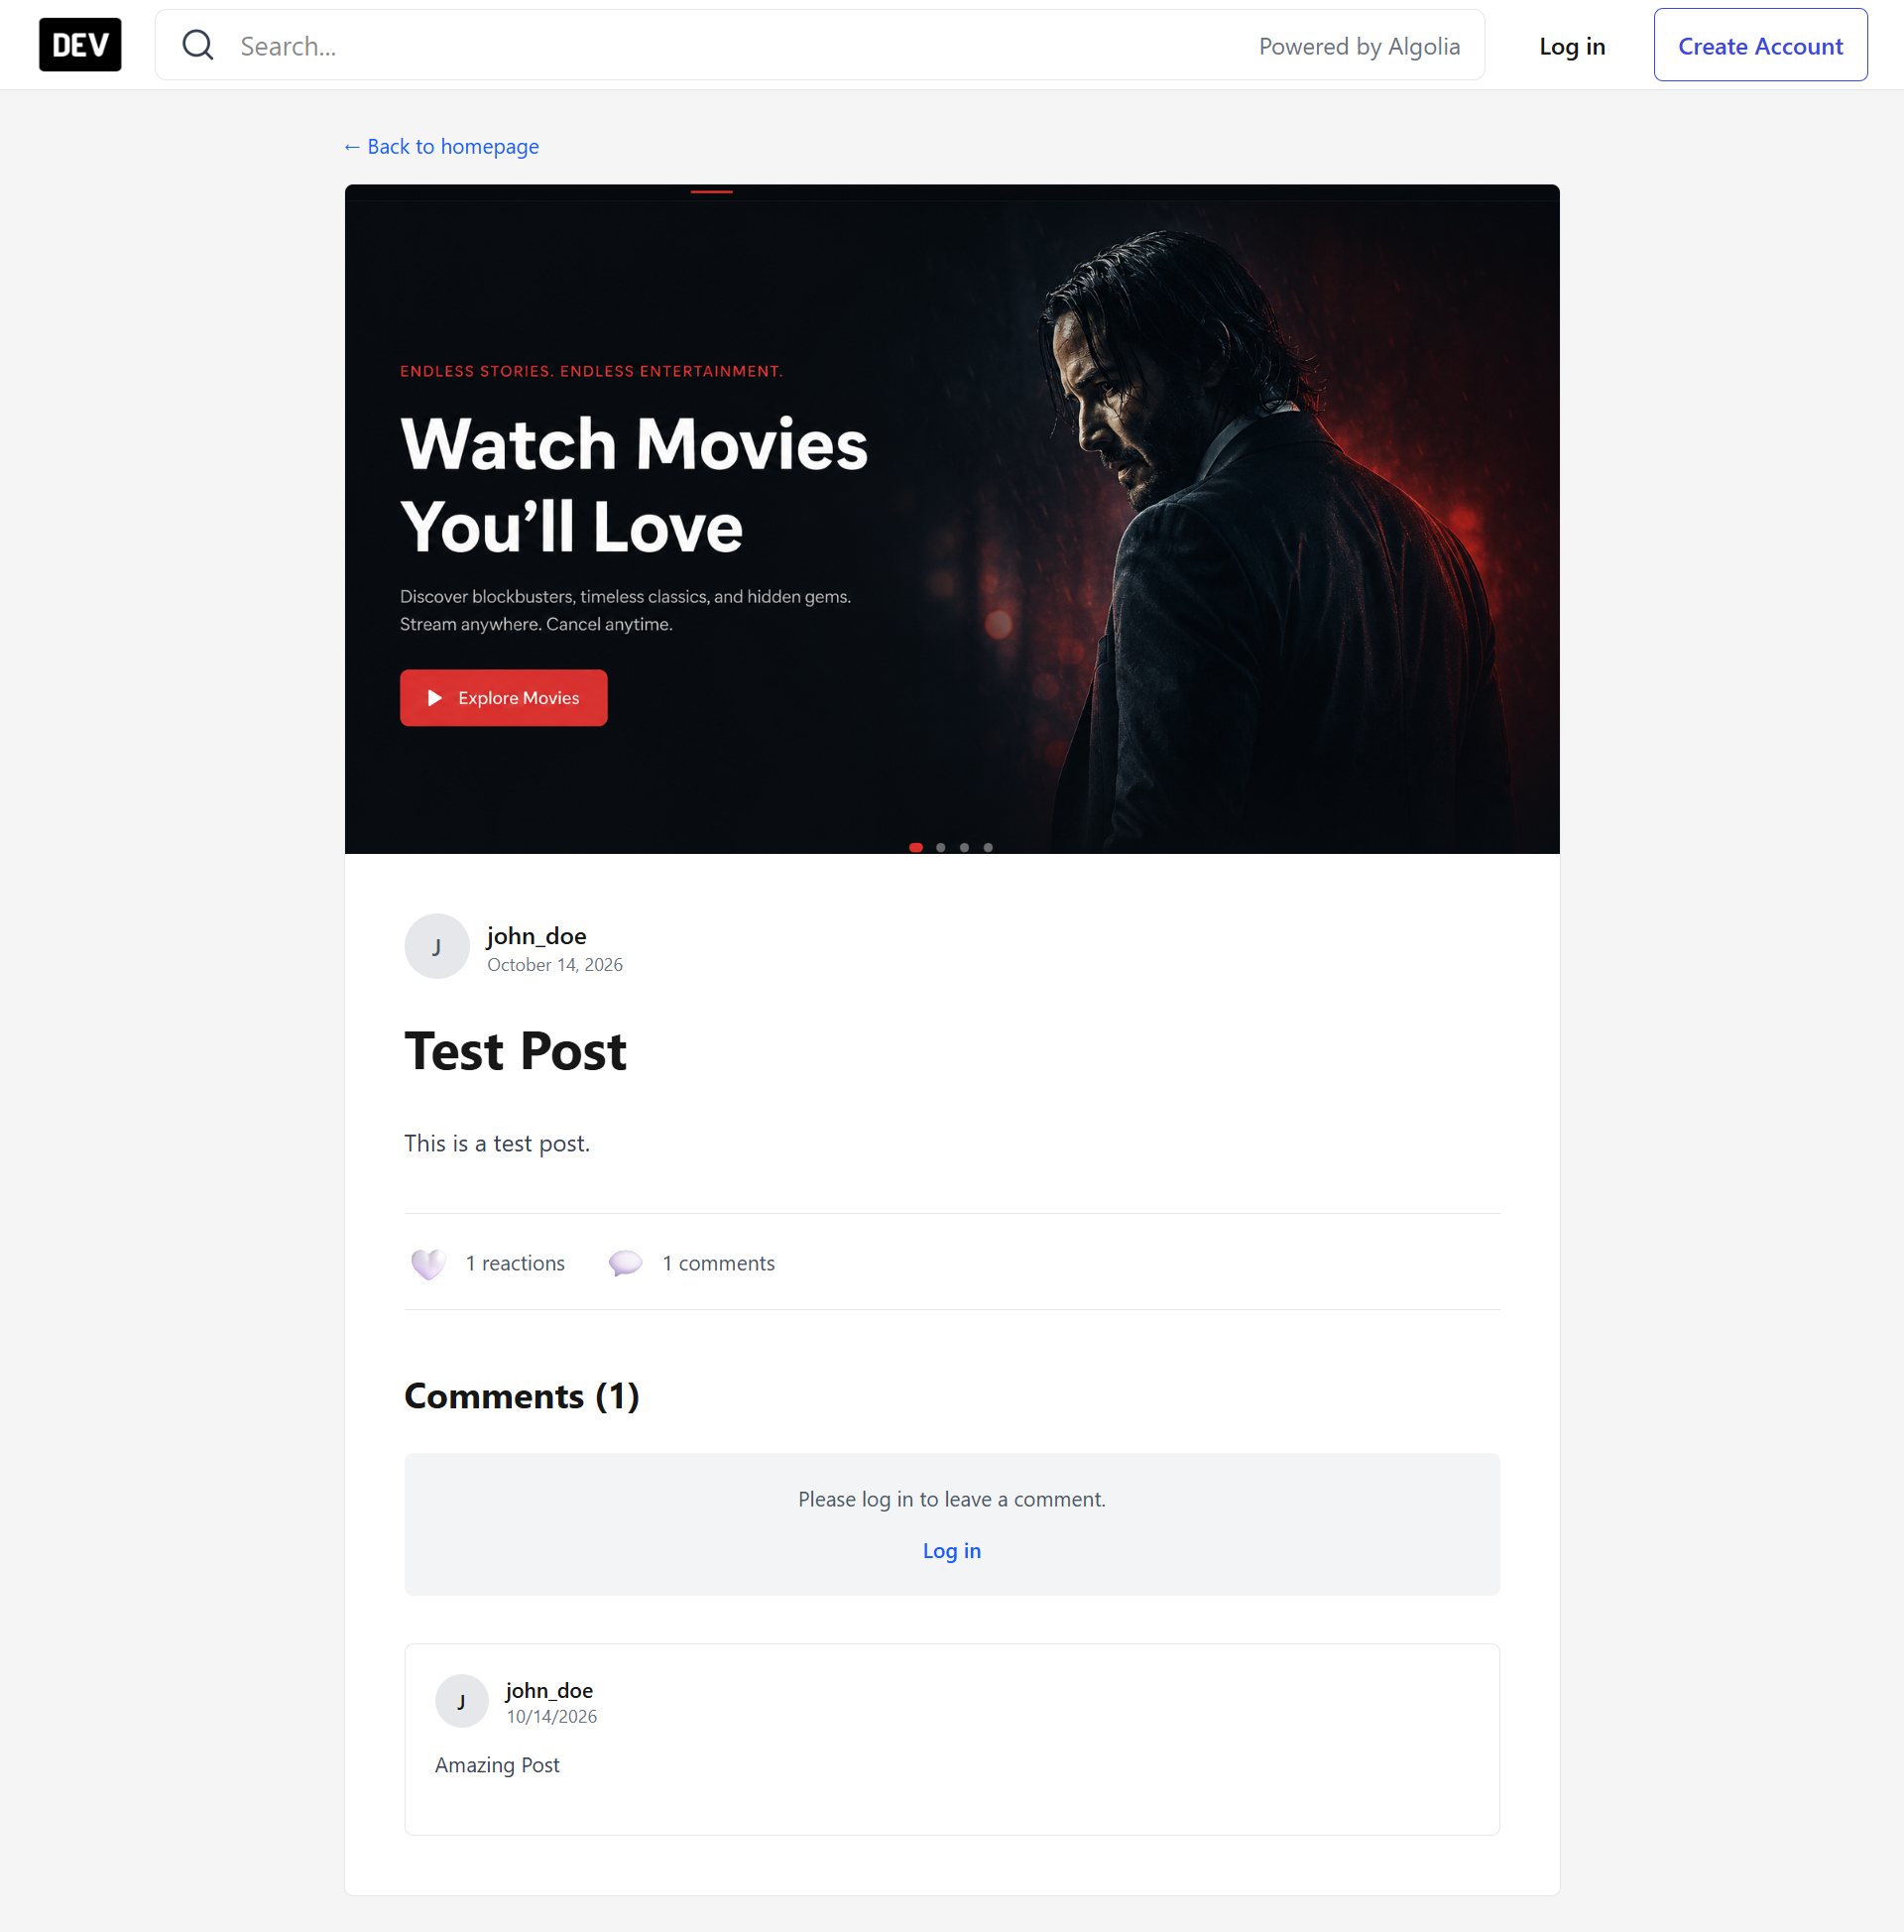 DEV
Search...
Powered by Algolia
Log in
Create Account
← Back to homepage
ENDLESS STORIES. ENDLESS ENTERTAINMENT.
Watch Movies
You’ll Love
Discover blockbusters, timeless classics, and hidden gems.
Stream anywhere. Cancel anytime.
Explore Movies
J
john_doe
October 14, 2026
Test Post
This is a test post.
1 reactions
1 comments
Comments (1)
Please log in to leave a comment.
Log in
J
john_doe
10/14/2026
Amazing Post